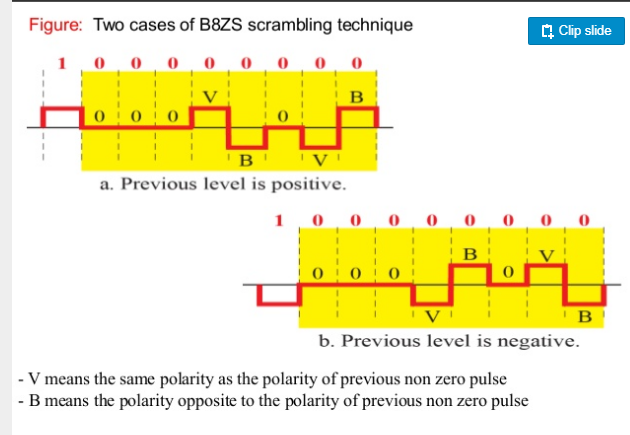 Figure: Two cases of B8ZS scrambling technique
Clip slide
1 0 0 0 0 0 0 0 0
V B
0 0 0 0
B V
a. Previous level is positive.
1 0 0 0 0 0 0 0 0
B V
0 0 0 0
V B
b. Previous level is negative.
- V means the same polarity as the polarity of previous non zero pulse
- B means the polarity opposite to the polarity of previous non zero pulse